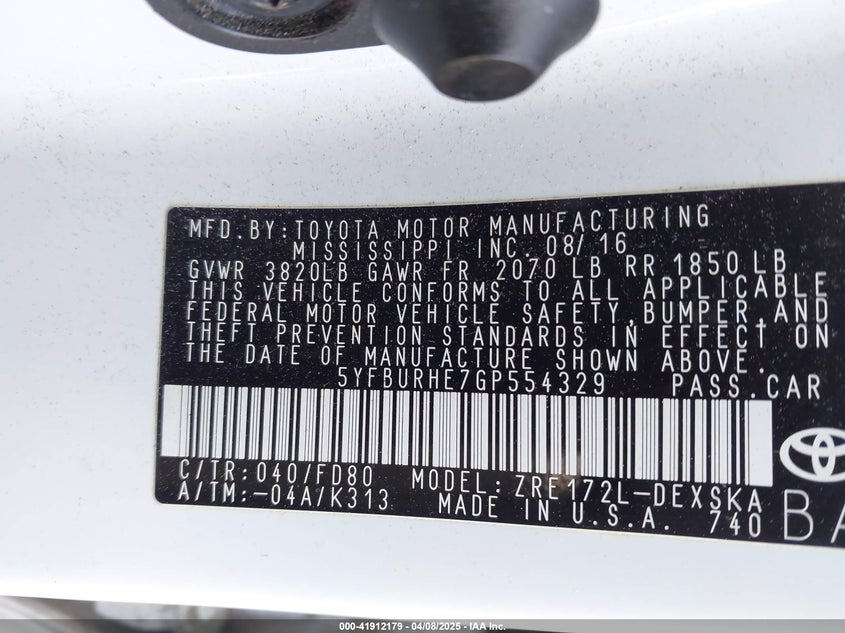 MFD.BY:TOYOTA MOTOR MANUFACTURING
MISSISSIPPI, INC. 08/16
GVWR 3820LB GAWR FR 2070 LB RR 1850 LB
THIS VEHICLE CONFORMS TO ALL APPLICABLE
FEDERAL MOTOR VEHICLE SAFETY, BUMPER, AND
THEFT PREVENTION STANDARDS IN EFFECT ON
THE DATE OF MANUFACTURE SHOWN ABOVE.
5YFBURHE7GP554329 PASS.CAR
C/TR:040/FD80 MODEL:ZRE172L-DEXSKA
A/TM:-04A/K313 MADE IN U.S.A. 740
BA
000-41912179 - 04/08/2025 - IAA Inc.